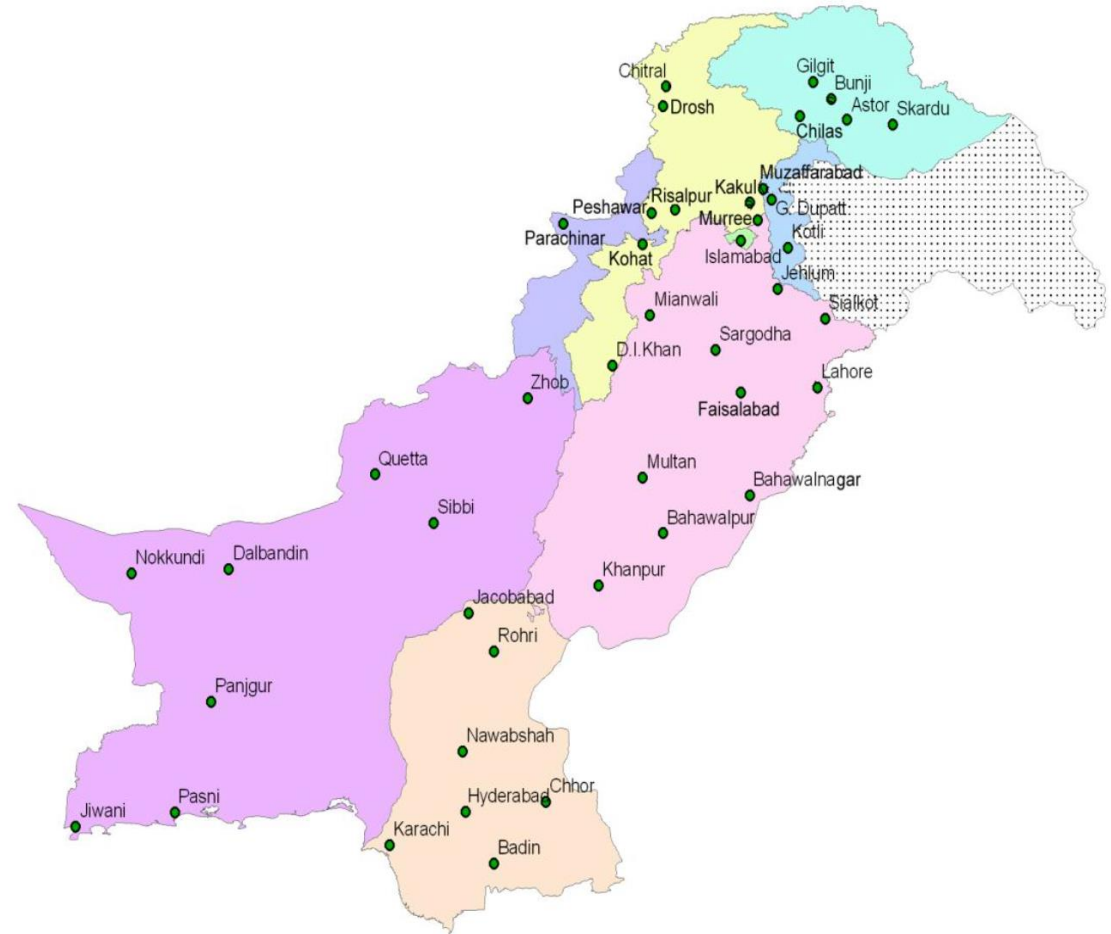 Gilgit
Chitral
Bunji
Drosh
Astor
Skardu
Chilas
Muzaffarabad
Kakul
Risalpur
Peshawar
G. Dupatt
Murree
Parachinar
Kotli
Kohat
Islamabad
Jehlum
Mianwali
Sialkot
Sargodha
D.I.Khan
Lahore
Zhob
Faisalabad
Quetta
Multan
Bahawalnagar
Sibbi
Bahawalpur
Nokkundi
Dalbandin
Khanpur
Jacobabad
Rohri
Panjgur
Nawabshah
Chhor
Hyderabad
Pasni
Jiwani
Karachi
Badin